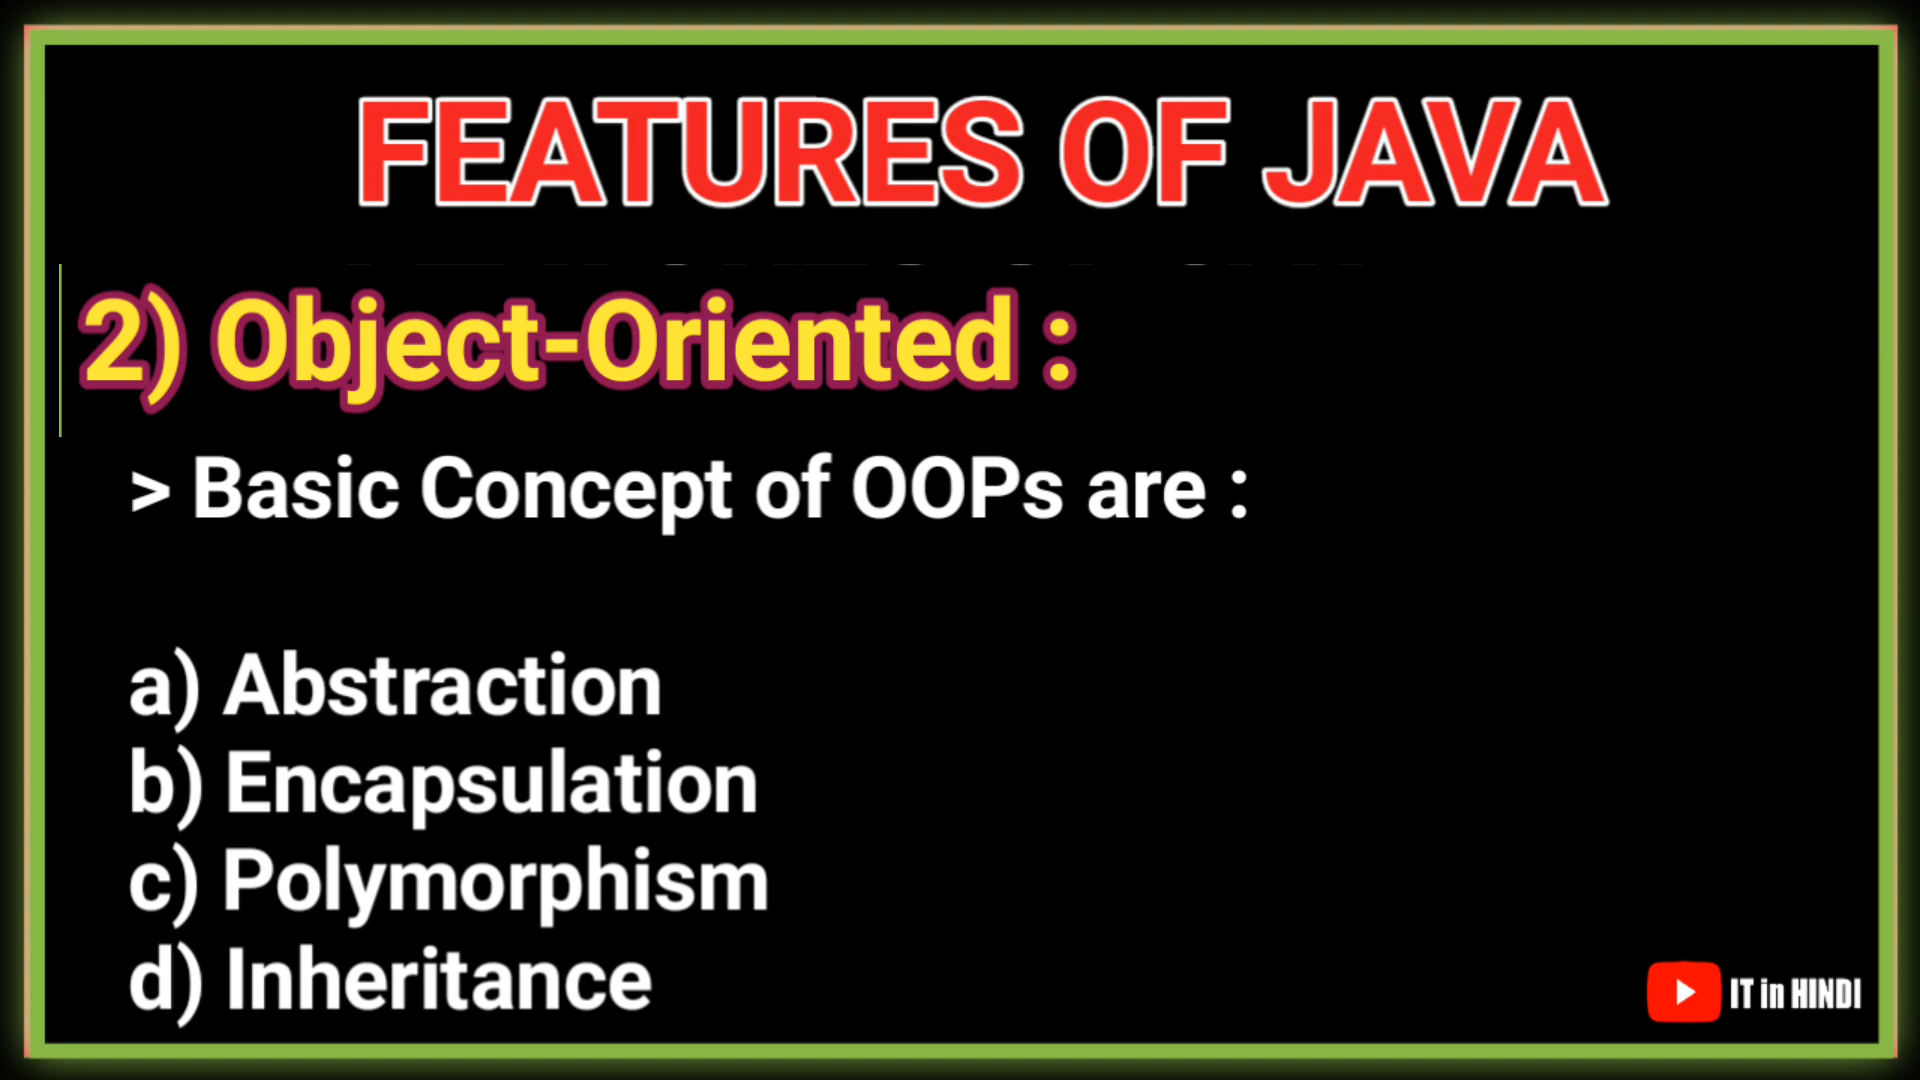 FEATURES OF JAVA
2) Object-Oriented :
> Basic Concept of OOPs are :
a) Abstraction
b) Encapsulation
c) Polymorphism
d) Inheritance
IT in HINDI